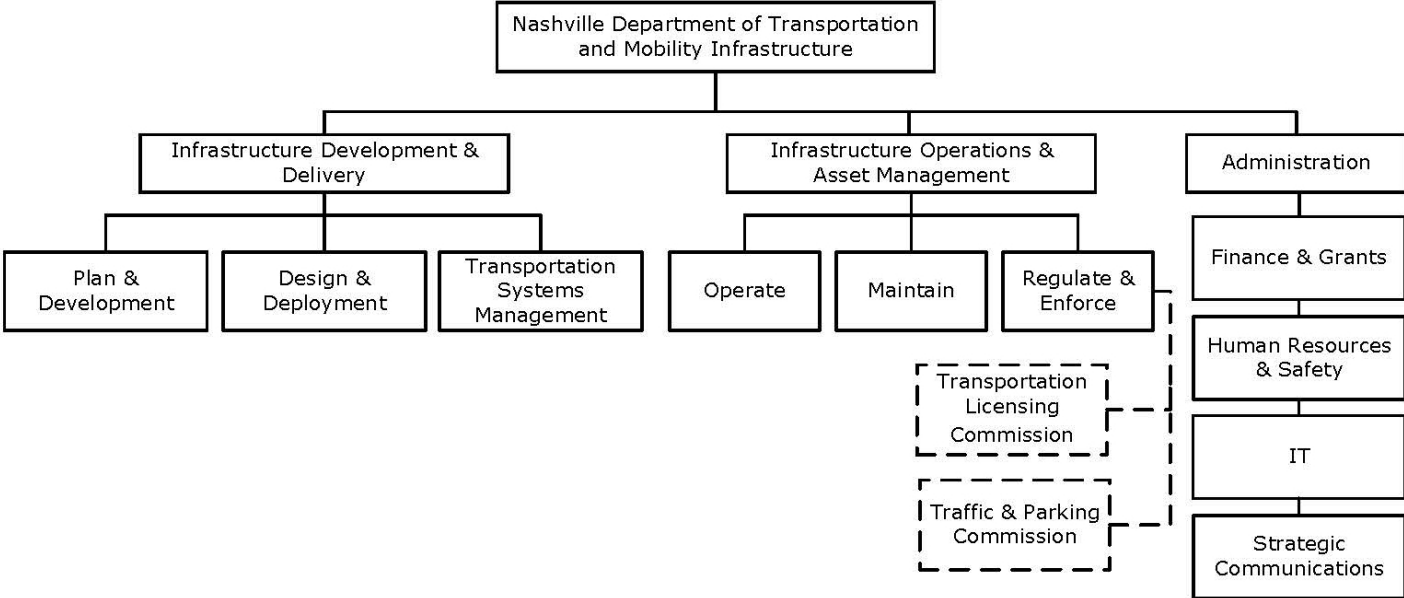 Nashville Department of Transportation
and Mobility Infrastructure
Infrastructure Development &
Delivery
Infrastructure Operations &
Asset Management
Administration
Plan &
Development
Design &
Deployment
Transportation
Systems
Management
Operate
Maintain
Regulate &
Enforce
Finance & Grants
Human Resources
& Safety
Transportation
Licensing
Commission
IT
Traffic & Parking
Commission
Strategic
Communications